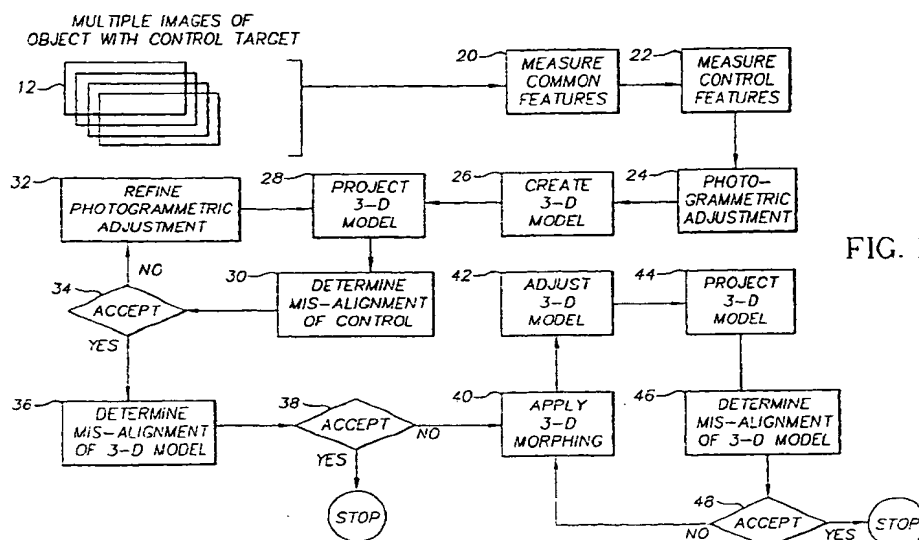 MULTIPLE IMAGES OF
OBJECT WITH CONTROL TARGET
12
20
MEASURE
COMMON
FEATURES
22
MEASURE
CONTROL
FEATURES
32
REFINE
PHOTOGRAMMETRIC
ADJUSTMENT
28
PROJECT
3-D
MODEL
26
CREATE
3-D
MODEL
24
PHOTO-
GRAMMETRIC
ADJUSTMENT
FIG.
NO
34
ACCEPT
YES
30
DETERMINE
MIS-ALIGNMENT
OF CONTROL
42
ADJUST
3-D
MODEL
44
PROJECT
3-D
MODEL
36
DETERMINE
MIS-ALIGNMENT
OF 3-D MODEL
38
ACCEPT
NO
YES
STOP
40
APPLY
3-D
MORPHING
46
DETERMINE
MIS-ALIGNMENT
OF 3-D MODEL
48
ACCEPT
NO
YES
STOP